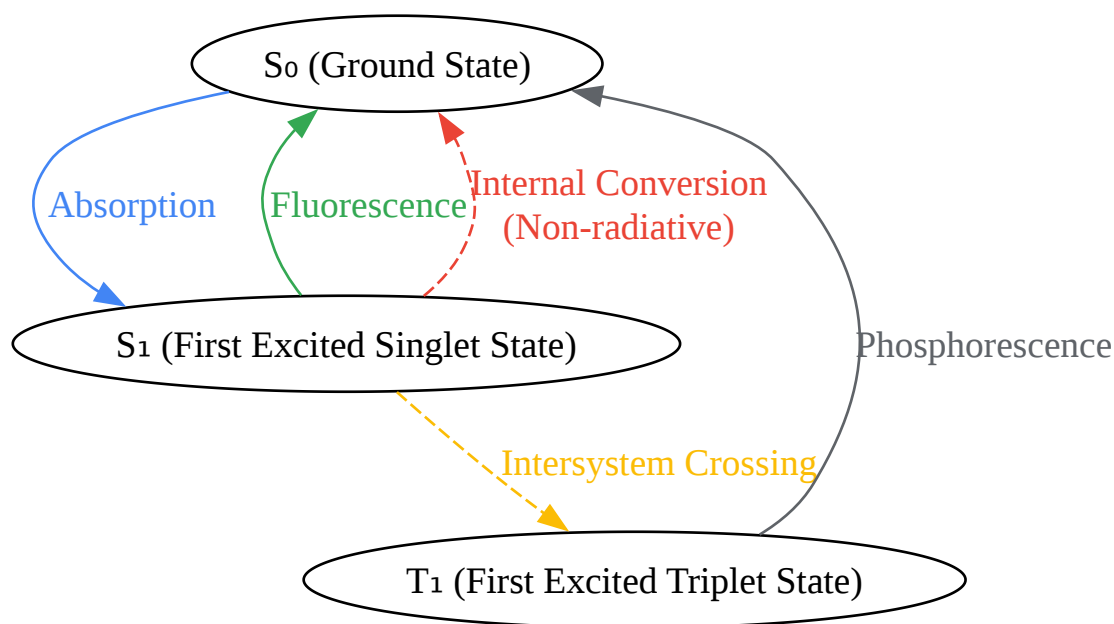 S₀ (Ground State)
Absorption
Fluorescence
Internal Conversion
(Non-radiative)
S₁ (First Excited Singlet State)
Phosphorescence
Intersystem Crossing
T₁ (First Excited Triplet State)